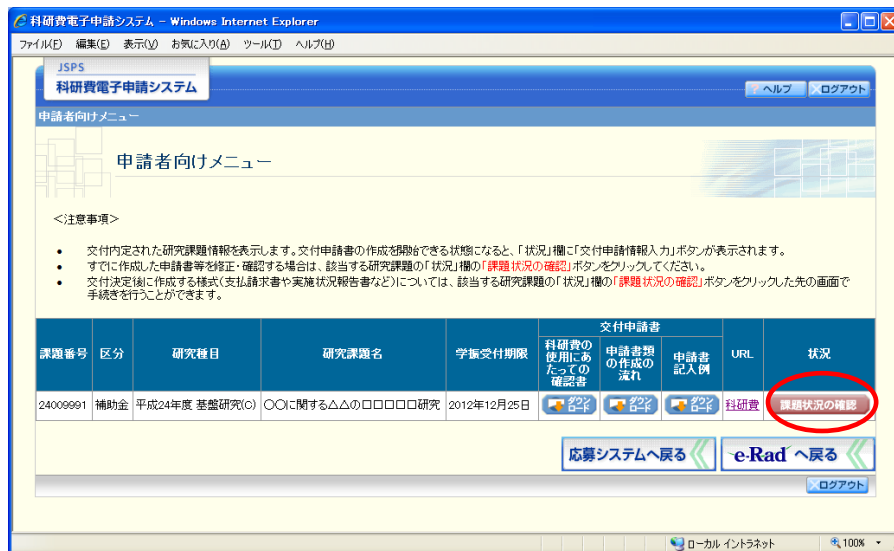 科研費電子申請システム - Windows Internet Explorer
ファイル(F) 編集(E) 表示(V) お気に入り(A) ツール(T) ヘルプ(H)
JSPS
科研費電子申請システム
? ヘルプ
ログアウト
申請者向けメニュー
申請者向けメニュー
<注意事項>
• 交付内定された研究課題情報を表示します。交付申請書の作成を開始できる状態になると、「状況」欄に「交付申請情報入力」ボタンが表示されます。
• すでに作成した申請書等を修正・確認する場合は、該当する研究課題の「状況」欄の「課題状況の確認」ボタンをクリックしてください。
• 交付決定後に作成する様式(支払請求書や実施状況報告書など)については、該当する研究課題の「状況」欄の「課題状況の確認」ボタンをクリックした先の画面で
手続きを行うことができます。
交付申請書
課題番号 区分 研究種目 研究課題名 学振受付期限 科研費の使用にあたっての確認書 申請書類の作成の流れ 申請書記入例 URL 状況
24009991 補助金 平成24年度 基盤研究(C) 〇〇に関する△△の□□□□□研究 2012年12月25日 ダウンロード ダウンロード ダウンロード 科研費 課題状況の確認
応募システムへ戻る
e-Rad へ戻る
ログアウト
ローカル イントラネット
100%